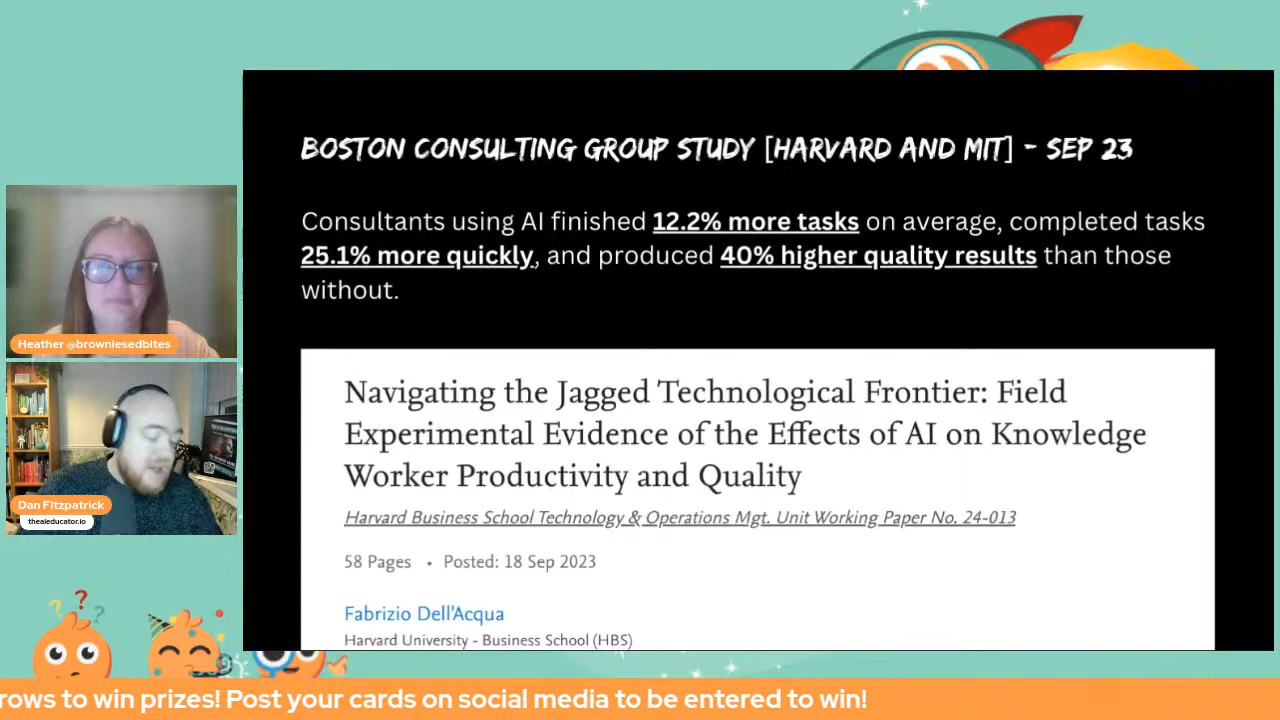 BOSTON CONSULTING GROUP STUDY [HARVARD AND MIT] - SEP 23
Consultants using AI finished 12.2% more tasks on average, completed tasks
25.1% more quickly, and produced 40% higher quality results than those
without.
Navigating the Jagged Technological Frontier: Field
Experimental Evidence of the Effects of AI on Knowledge
Worker Productivity and Quality
Harvard Business School Technology & Operations Mgt. Unit Working Paper No. 24-013
58 Pages • Posted: 18 Sep 2023
Fabrizio Dell'Acqua
Harvard University - Business School (HBS)
Heather @browniesedbites
Dan Fitzpatrick
theaieducator.io
rows to win prizes! Post your cards on social media to be entered to win!